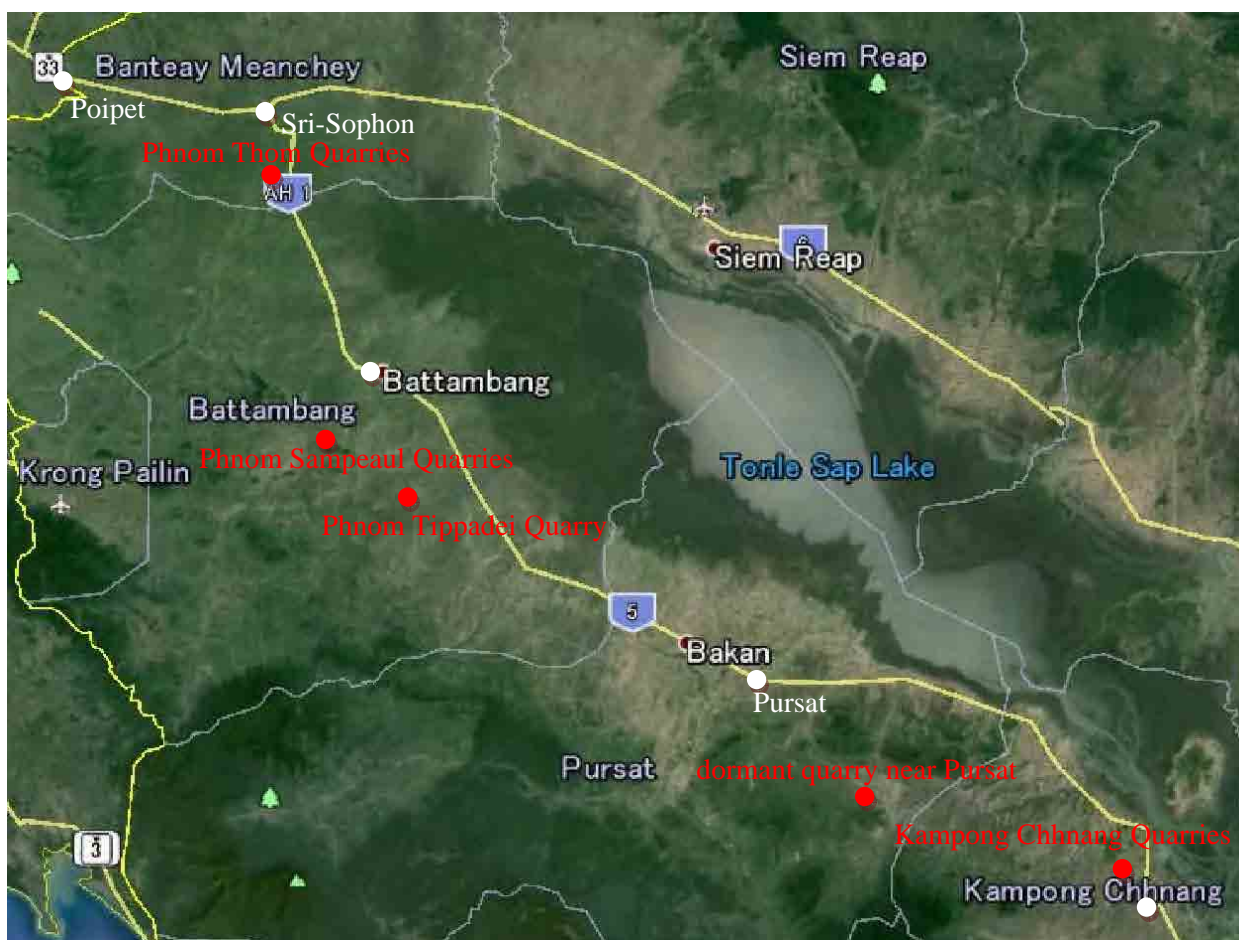 Siem Reap
33
Banteay Meanchey
Poipet
Sri-Sophon
Phnom Thom Quarries
AH 1
6
Siem Reap
Battambang
Battambang
Phnom Sampeaul Quarries
Krong Pailin
Tonle Sap Lake
Phnom Tippadei Quarry
5
Bakan
Pursat
Pursat
dormant quarry near Pursat
Kampong Chhnang Quarries
3
Kampong Chhnang